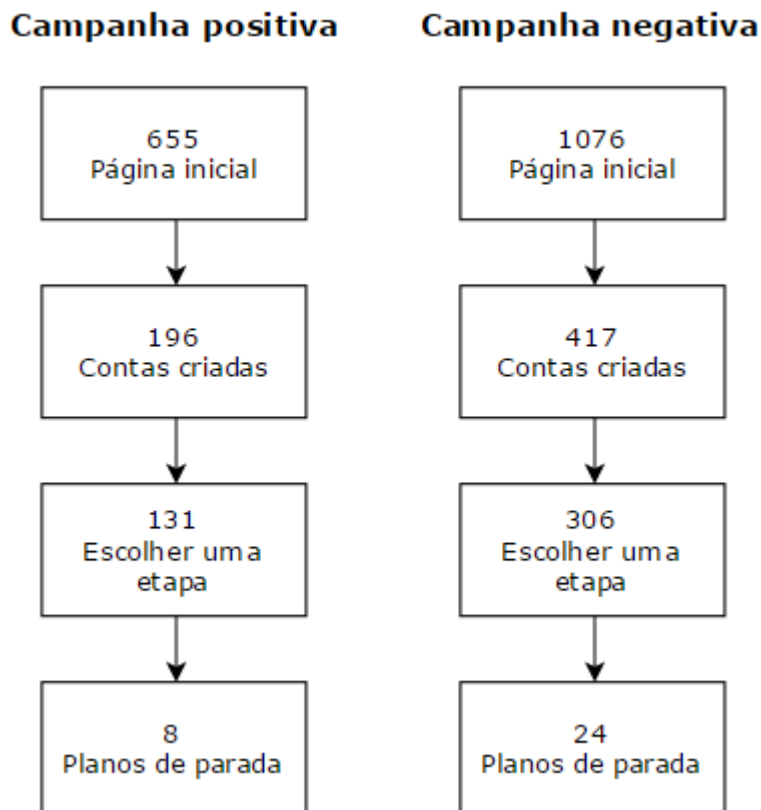 Campanha positiva
655
Página inicial
196
Contas criadas
131
Escolher uma
etapa
8
Planos de parada
Campanha negativa
1076
Página inicial
417
Contas criadas
306
Escolher uma
etapa
24
Planos de parada